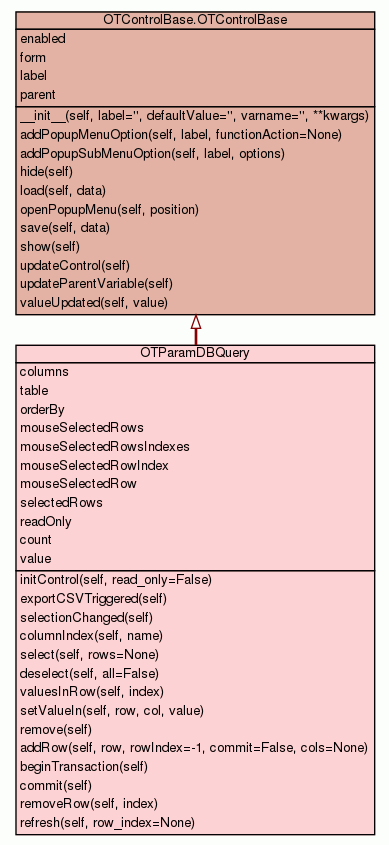 OTControlBase.OTControlBase
enabled
form
label
parent
__init__(self, label='', defaultValue='', varname='', **kwargs)
addPopupMenuOption(self, label, functionAction=None)
addPopupSubMenuOption(self, label, options)
hide(self)
load(self, data)
openPopupMenu(self, position)
save(self, data)
show(self)
updateControl(self)
updateParentVariable(self)
valueUpdated(self, value)
OTParamDBQuery
columns
table
orderBy
mouseSelectedRows
mouseSelectedRowsIndexes
mouseSelectedRowIndex
mouseSelectedRow
selectedRows
readOnly
count
value
initControl(self, read_only=False)
exportCSVTriggered(self)
selectionChanged(self)
columnIndex(self, name)
select(self, rows=None)
deselect(self, all=False)
valuesInRow(self, index)
setValueIn(self, row, col, value)
remove(self)
addRow(self, row, rowIndex=-1, commit=False, cols=None)
beginTransaction(self)
commit(self)
removeRow(self, index)
refresh(self, row_index=None)